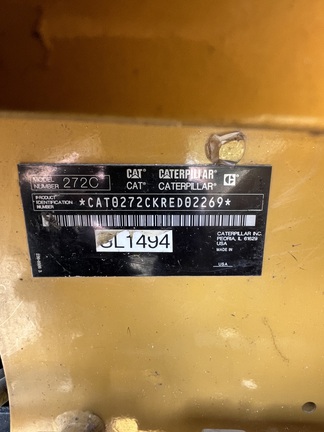 MODEL NUMBER 272C
CAT® CATERPILLAR®
CAT® CATERPILLAR®
PRODUCT IDENTIFICATION NUMBER *CAT0272CKRED02269*
SL1494
CATERPILLAR INC.
PEORIA, IL 61629
USA
MADE IN
USA